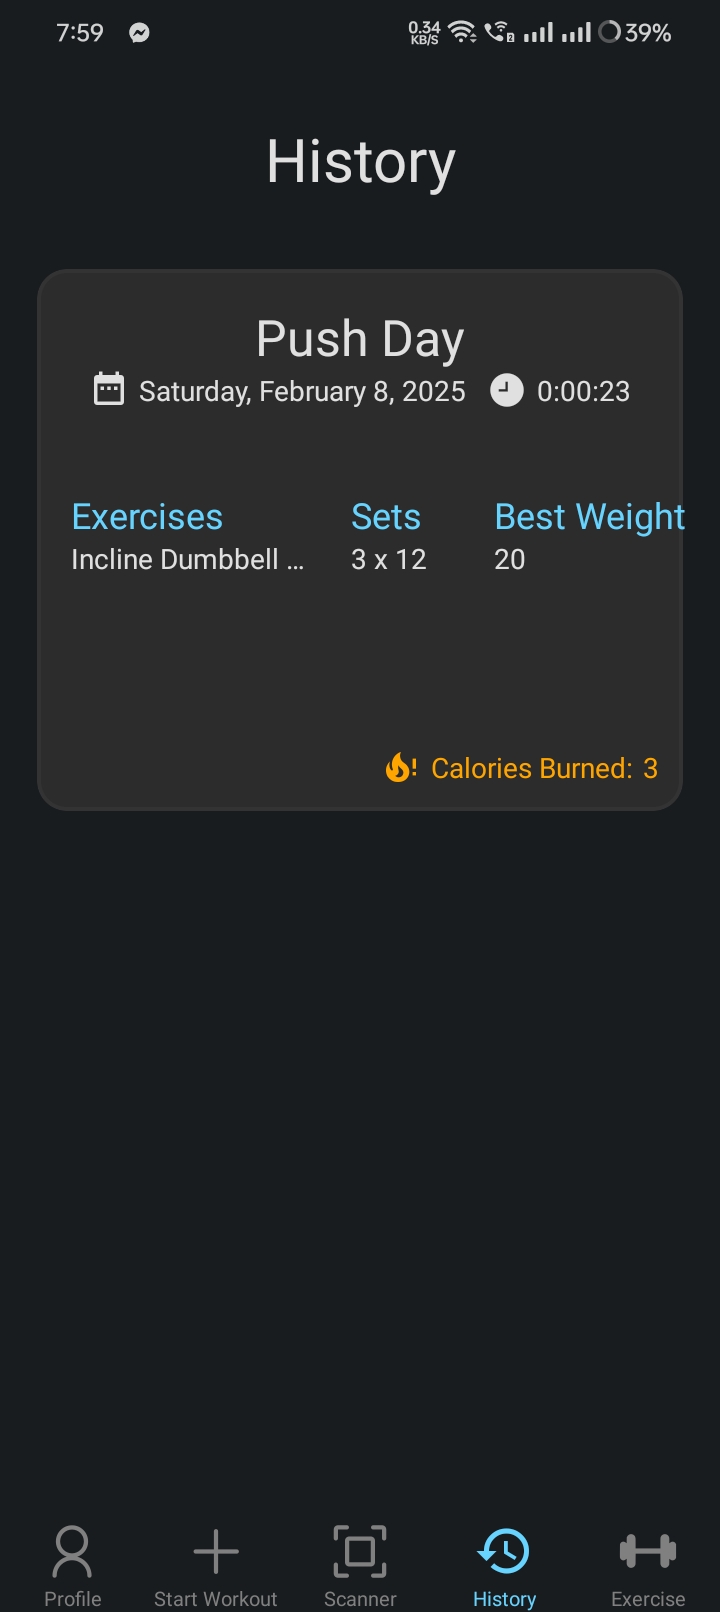 7:59 0.34 KB/S 2 39%
History
Push Day
Saturday, February 8, 2025 0:00:23
Exercises Sets Best Weight
Incline Dumbbell ... 3 x 12 20
Calories Burned: 3
Profile Start Workout Scanner History Exercise